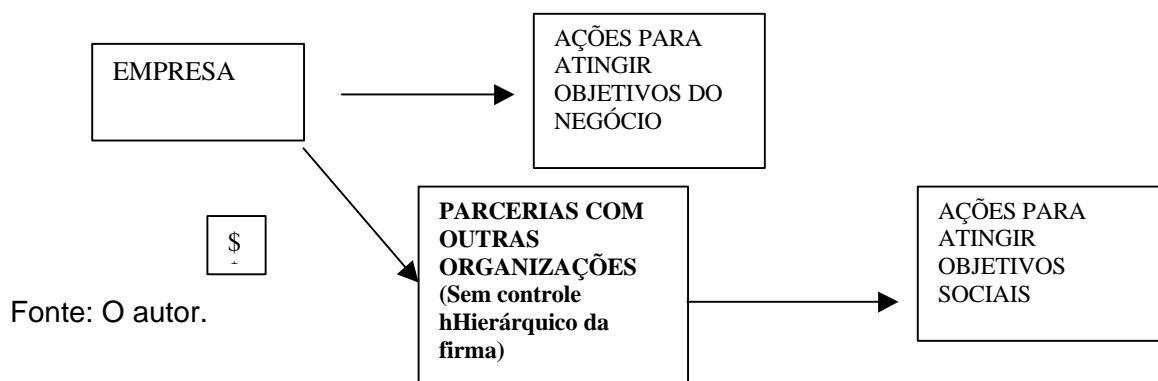 EMPRESA
AÇÕES PARA
ATINGIR
OBJETIVOS DO
NEGÓCIO
$
PARCERIAS COM
OUTRAS
ORGANIZAÇÕES
(Sem controle
hHierárquico da
firma)
AÇÕES PARA
ATINGIR
OBJETIVOS
SOCIAIS
Fonte: O autor.